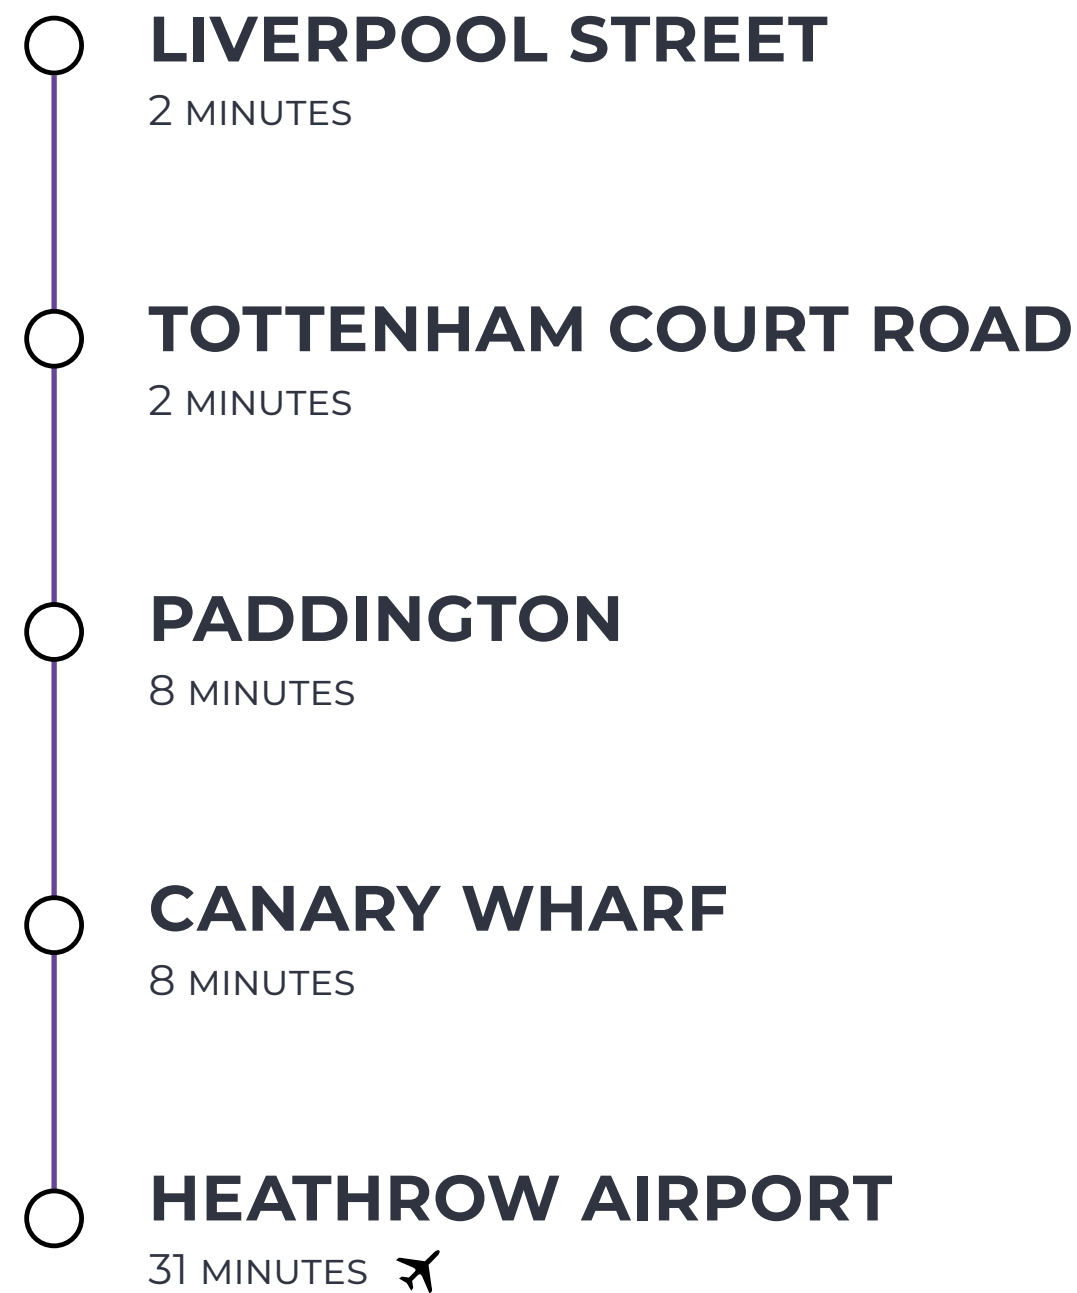 LIVERPOOL STREET
2 MINUTES
TOTTENHAM COURT ROAD
2 MINUTES
PADDINGTON
8 MINUTES
CANARY WHARF
8 MINUTES
HEATHROW AIRPORT
31 MINUTES